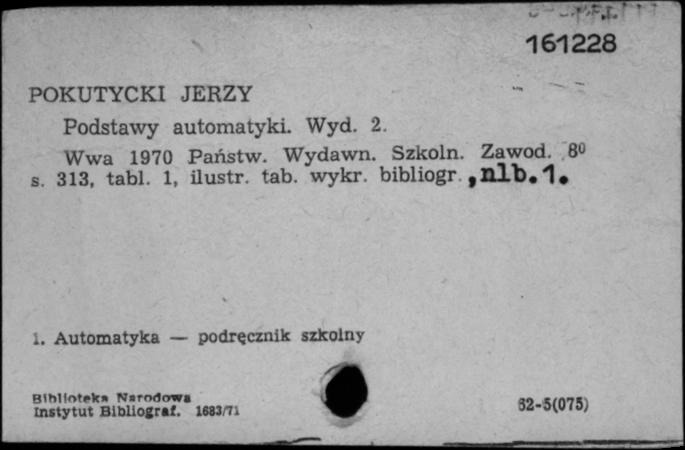 161228
POKUTYCKI JERZY
Podstawy automatyki. Wyd. 2.
Wwa 1970 Państw. Wydawn. Szkoln. Zawod. 8⁰
s. 313, tabl. 1, ilustr. tab. wykr. bibliogr. ,nlb.1.
1. Automatyka — podręcznik szkolny
Biblioteka Narodowa
Instytut Bibliograf. 1683/71
62-5(075)